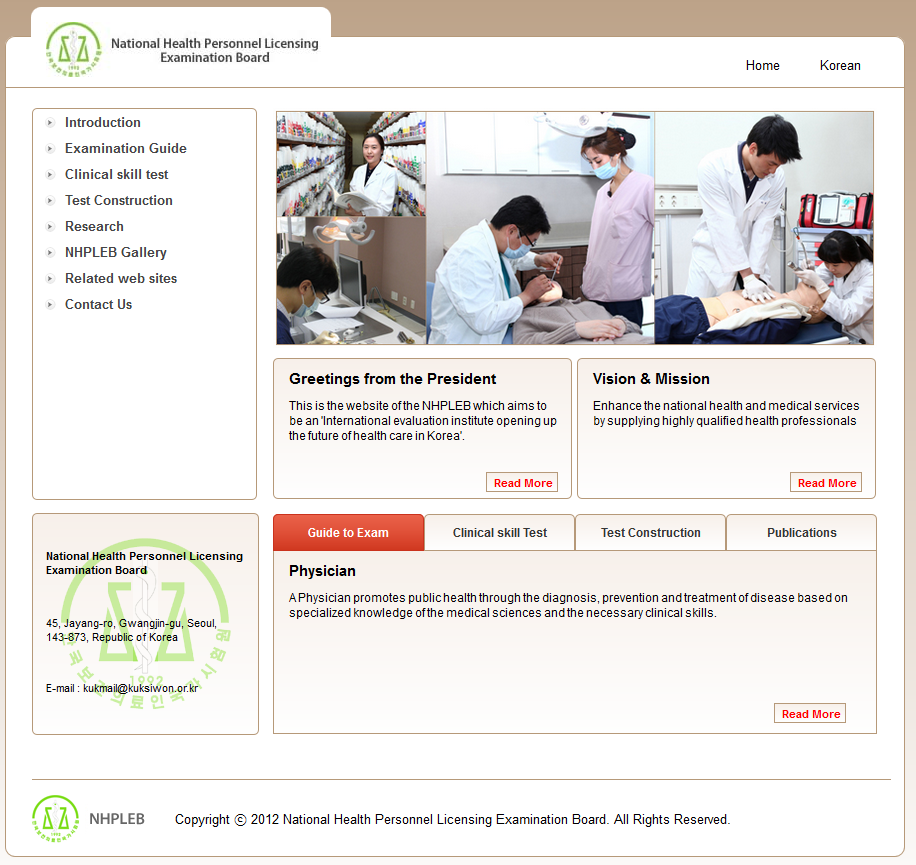 National Health Personnel Licensing
Examination Board
1992
Home
Korean
Introduction
Examination Guide
Clinical skill test
Test Construction
Research
NHPLEB Gallery
Related web sites
Contact Us
Greetings from the President
This is the website of the NHPLEB which aims to
be an 'International evaluation institute opening up
the future of health care in Korea'.
Read More
Vision & Mission
Enhance the national health and medical services
by supplying highly qualified health professionals
Read More
National Health Personnel Licensing
Examination Board
45, Jayang-ro, Gwangjin-gu, Seoul,
143-873, Republic of Korea
1992
E-mail : kukmail@kuksiwon.or.kr
Guide to Exam
Clinical skill Test
Test Construction
Publications
Physician
A Physician promotes public health through the diagnosis, prevention and treatment of disease based on
specialized knowledge of the medical sciences and the necessary clinical skills.
Read More
NHPLEB
Copyright ⓒ 2012 National Health Personnel Licensing Examination Board. All Rights Reserved.